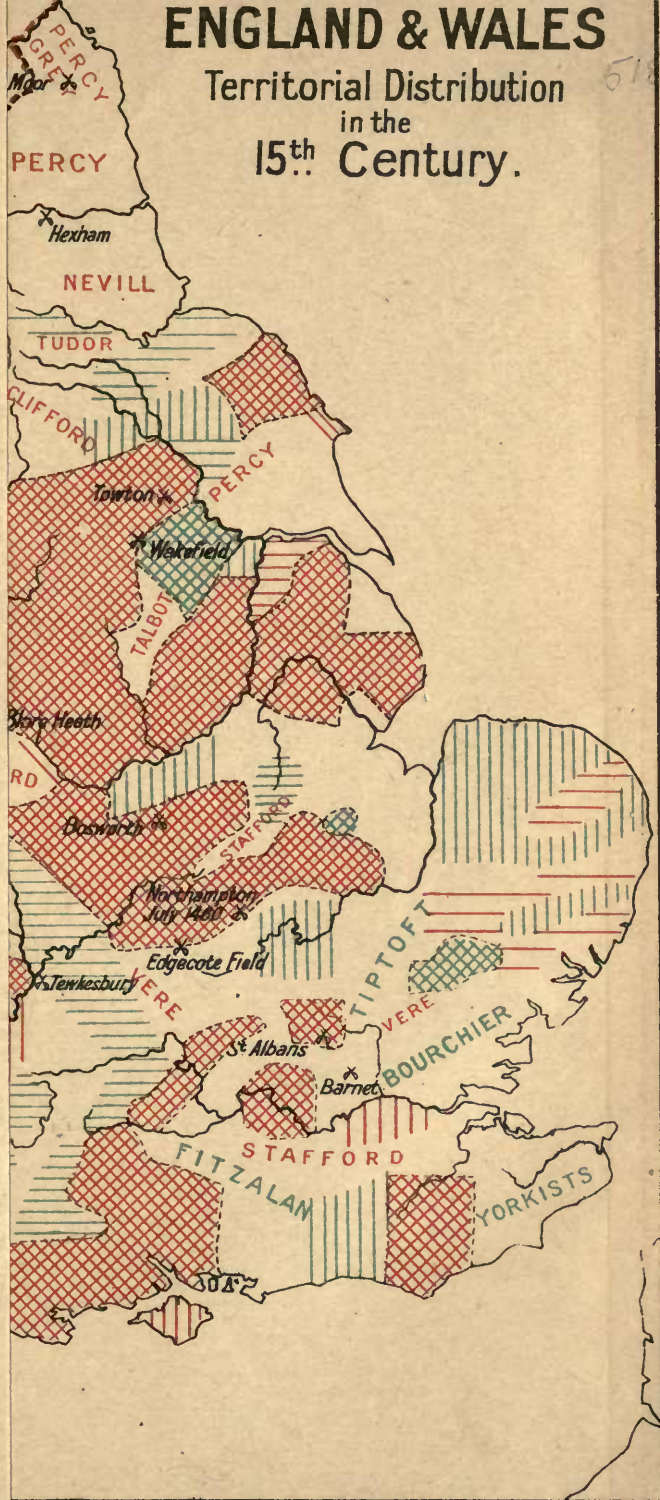 ENGLAND & WALES
Territorial Distribution
in the
15th Century.
PERCY
GREY
Moor
PERCY
Hexham
NEVILL
TUDOR
CLIFFORD
PERCY
Towton
Wakefield
TALBOT
Blore Heath
RD
STAFFORD
Bosworth
Northampton
July 1460
Edgecote Field
TIPTOFT
Tewkesbury
VERE
VERE
BOURCHIER
St Albans
Barnet
STAFFORD
FITZALAN
YORKISTS